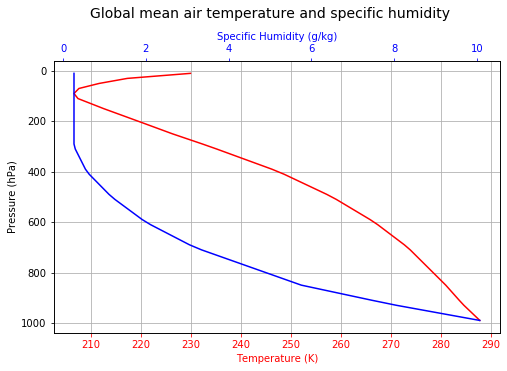 Global mean air temperature and specific humidity
Specific Humidity (g/kg)
0 2 4 6 8 10
Pressure (hPa)
0
200
400
600
800
1000
210 220 230 240 250 260 270 280 290
Temperature (K)